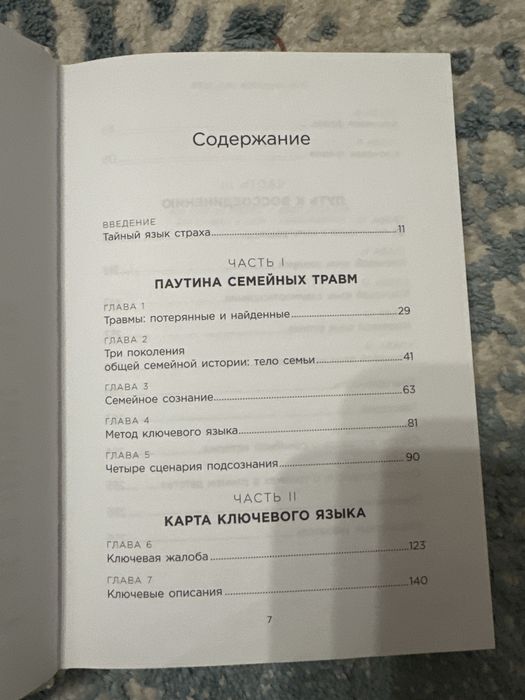 Содержание
ВВЕДЕНИЕ
Тайный язык страха 11
ЧАСТЬ I
ПАУТИНА СЕМЕЙНЫХ ТРАВМ
ГЛАВА 1
Травмы: потерянные и найденные 29
ГЛАВА 2
Три поколения
общей семейной истории: тело семьи 41
ГЛАВА 3
Семейное сознание 63
ГЛАВА 4
Метод ключевого языка 81
ГЛАВА 5
Четыре сценария подсознания 90
ЧАСТЬ II
КАРТА КЛЮЧЕВОГО ЯЗЫКА
ГЛАВА 6
Ключевая жалоба 123
ГЛАВА 7
Ключевые описания 140
7